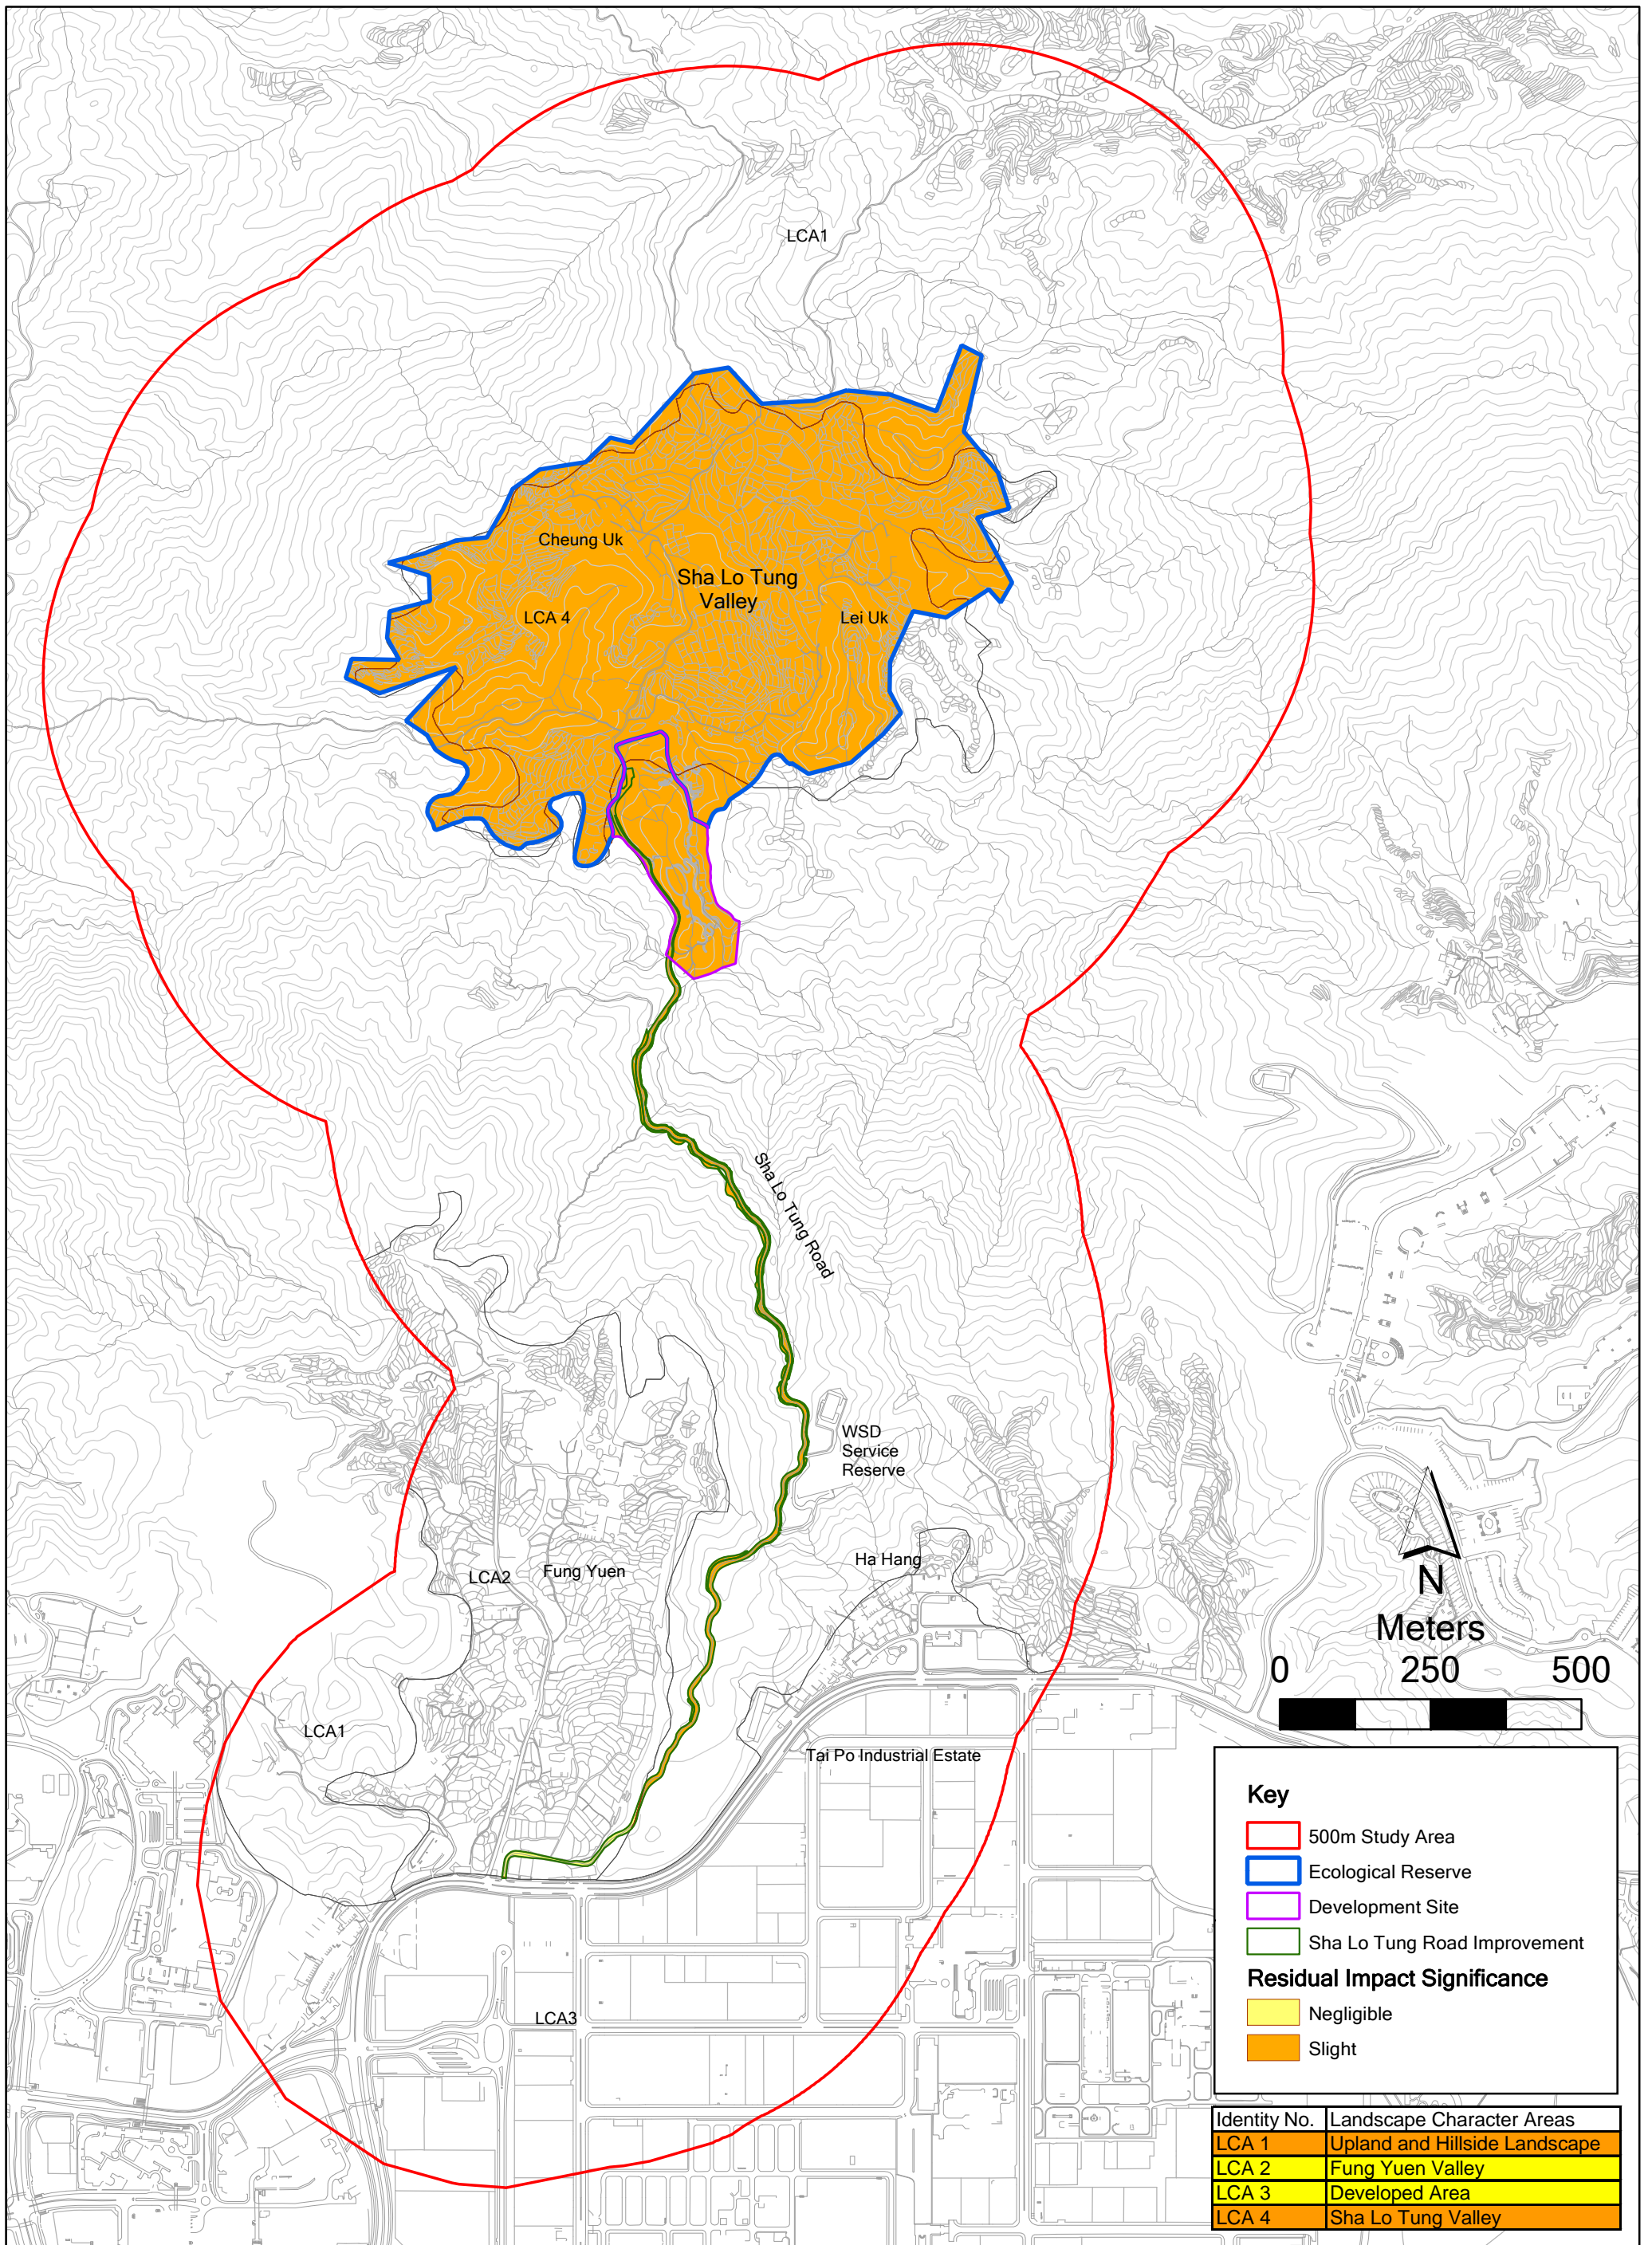 LCA1
Cheung Uk
Sha Lo Tung
Valley
LCA 4
Lei Uk
Sha Lo Tung Road
WSD
Service
Reserve
Ha Hang
LCA2
Fung Yuen
LCA1
Tai Po Industrial Estate
LCA3
N
Meters
0 250 500
Key
500m Study Area
Ecological Reserve
Development Site
Sha Lo Tung Road Improvement
Residual Impact Significance
Negligible
Slight
Identity No. Landscape Character Areas
LCA 1 Upland and Hillside Landscape
LCA 2 Fung Yuen Valley
LCA 3 Developed Area
LCA 4 Sha Lo Tung Valley